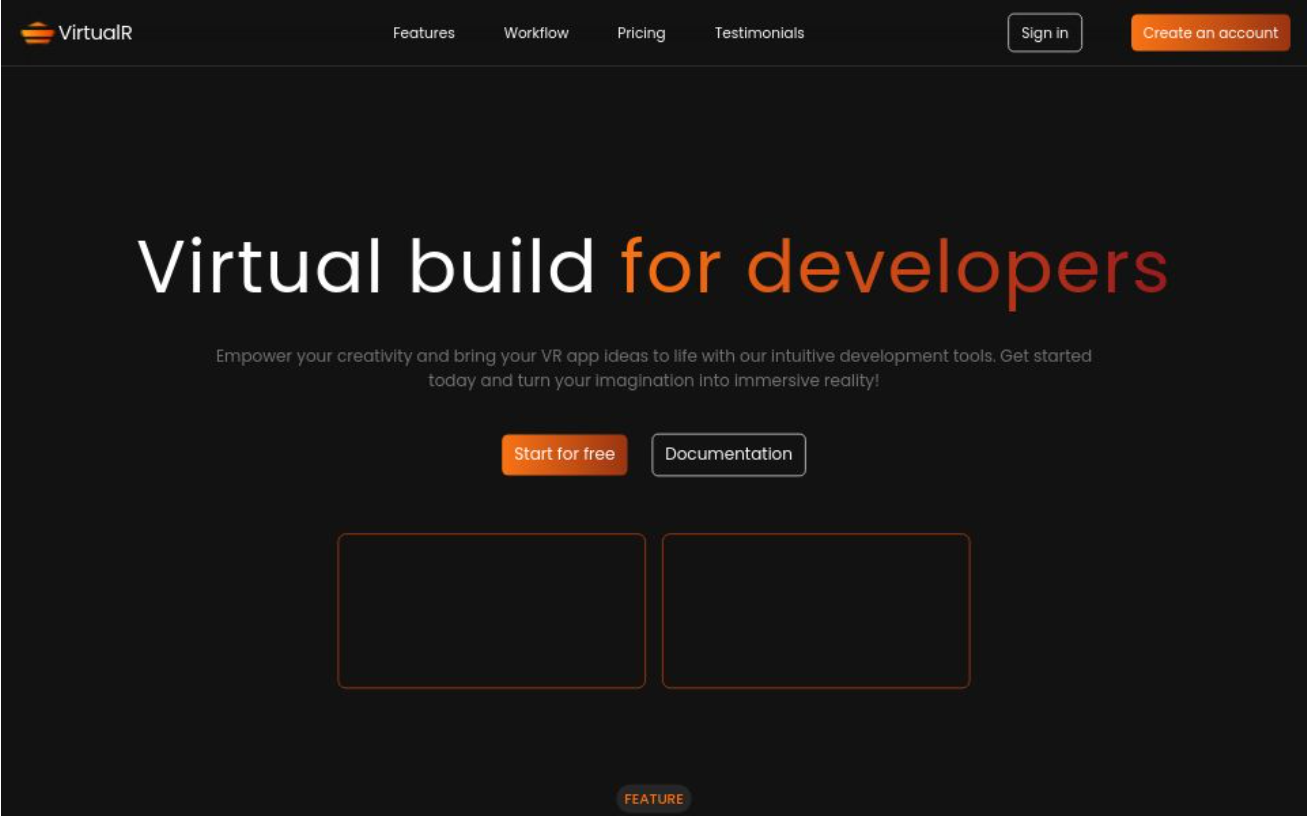 VirtualR
Features
Workflow
Pricing
Testimonials
Sign in
Create an account
Virtual build for developers
Empower your creativity and bring your VR app ideas to life with our intuitive development tools. Get started
today and turn your imagination into immersive reality!
Start for free
Documentation
FEATURE